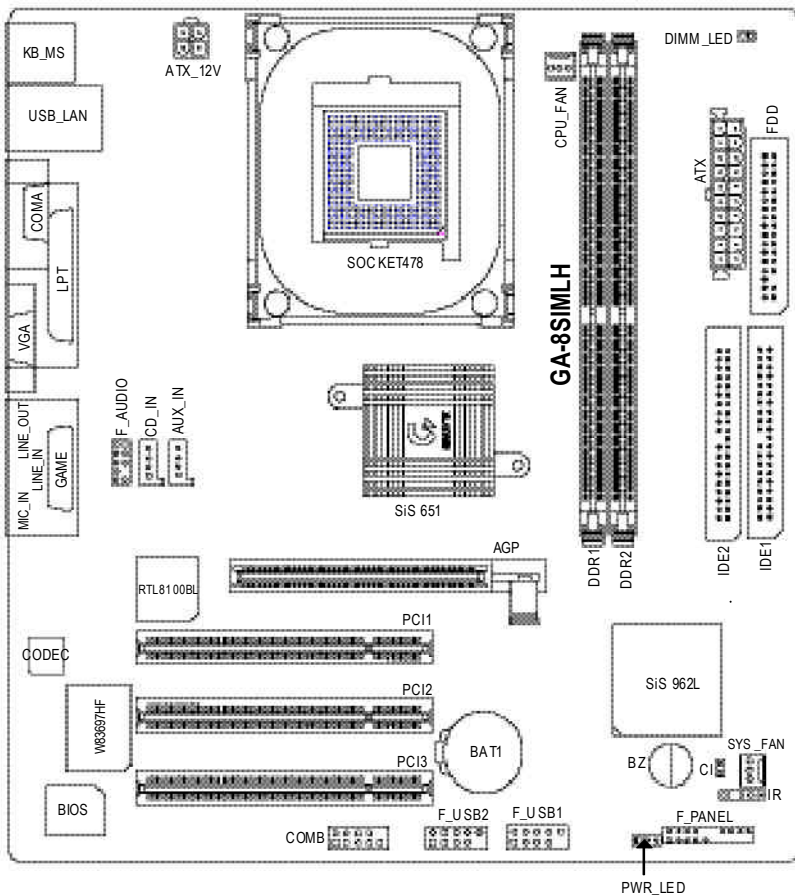 KB_MS
ATX_12V
DIMM_LED
USB_LAN
CPU_FAN
ATX
FDD
COMA
LPT
VGA
SOCKET478
GA-8SIMLH
MIC_IN
LINE_OUT
LINE_IN
GAME
F_AUDIO
CD_IN
AUX_IN
SiS 651
DDR1
DDR2
IDE2
IDE1
AGP
RTL8100BL
PCI1
CODEC
SiS 962L
PCI2
W83697HF
BAT1
PCI3
BZ
CI
SYS_FAN
IR
BIOS
COMB
F_USB2
F_USB1
F_PANEL
PWR_LED